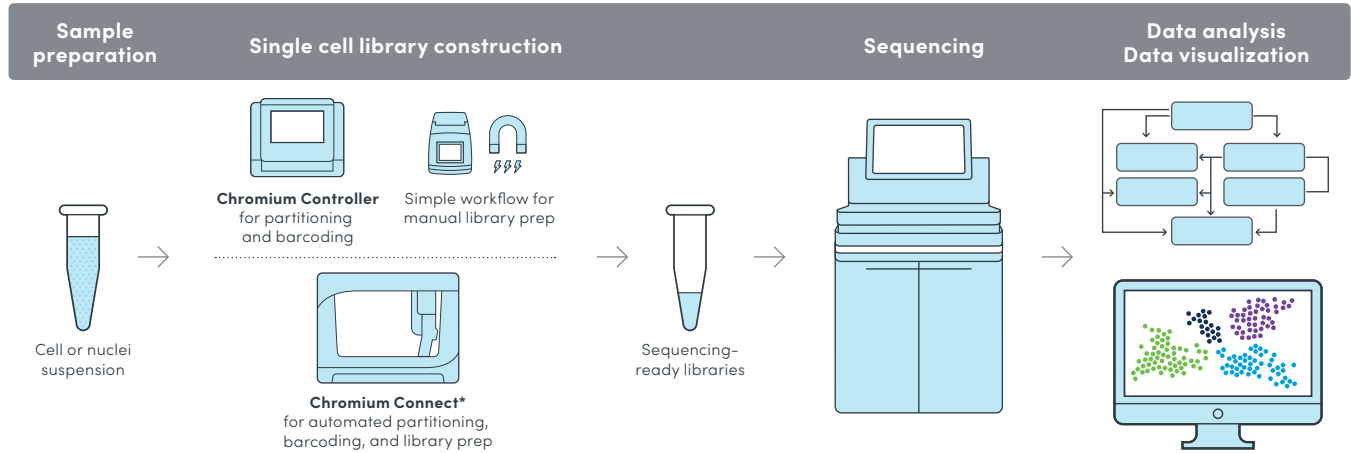 Sample
preparation
Single cell library construction
Sequencing
Data analysis
Data visualization
Cell or nuclei
suspension
Chromium Controller
for partitioning
and barcoding
Simple workflow for
manual library prep
Chromium Connect*
for automated partitioning,
barcoding, and library prep
Sequencing-
ready libraries